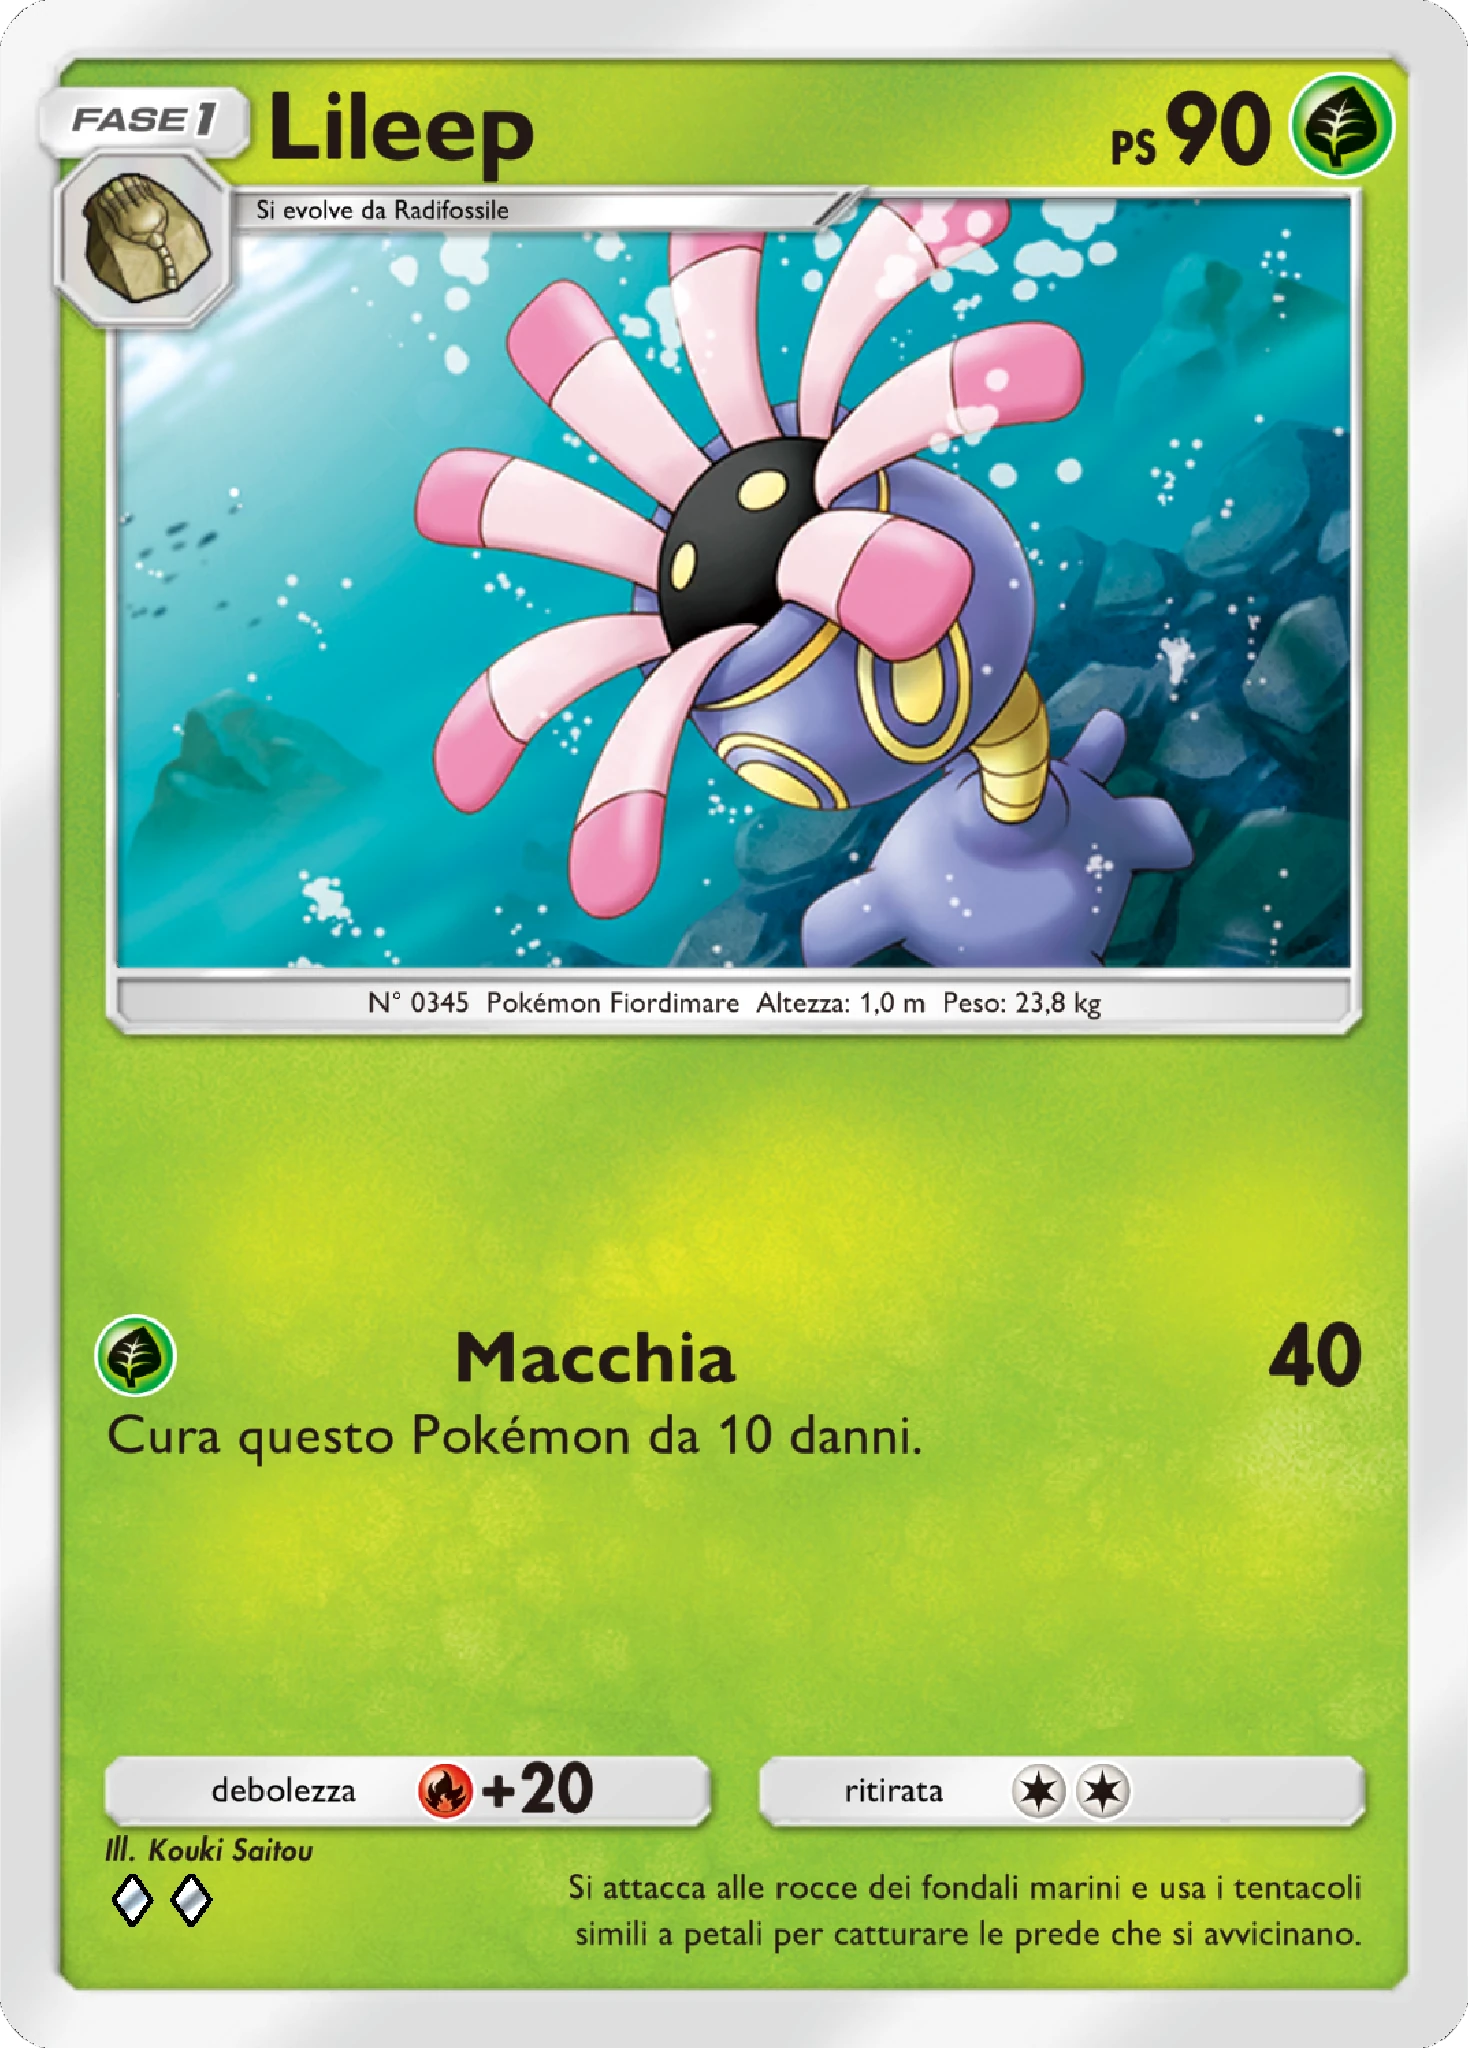 FASE 1
Lileep
PS 90
Si evolve da Radifossile
N° 0345 Pokémon Fiordimare Altezza: 1,0 m Peso: 23,8 kg
Macchia 40
Cura questo Pokémon da 10 danni.
debolezza +20
ritirata
Ill. Kouki Saitou
Si attacca alle rocce dei fondali marini e usa i tentacoli
simili a petali per catturare le prede che si avvicinano.